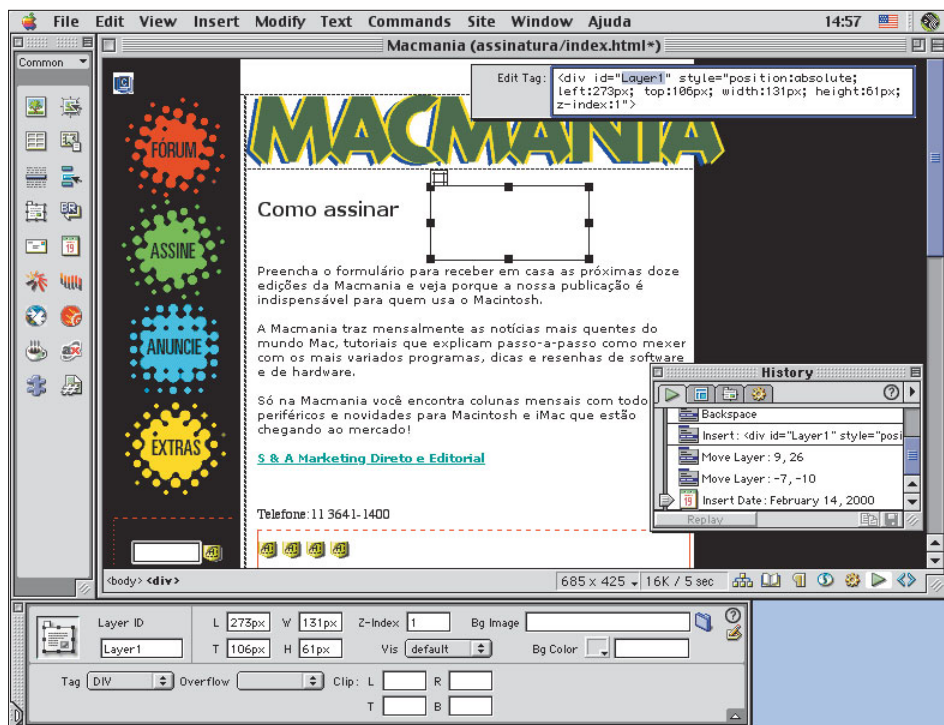 File Edit View Insert Modify Text Commands Site Window Ajuda 14:57
Common
Macmania (assinatura/index.html*)
Edit Tag: <div id="Layer1" style="position:absolute;
left:273px; top:106px; width:131px; height:61px;
z-index:1">
MACMANIA
FÓRUM
ASSINE
ANUNCIE
EXTRAS
Como assinar
Preencha o formulário para receber em casa as próximas doze
edições da Macmania e veja porque a nossa publicação é
indispensável para quem usa o Macintosh.
A Macmania traz mensalmente as notícias mais quentes do
mundo Mac, tutoriais que explicam passo-a-passo como mexer
com os mais variados programas, dicas e resenhas de software
e de hardware.
Só na Macmania você encontra colunas mensais com todo
periféricos e novidades para Macintosh e iMac que estão
chegando ao mercado!
S & A Marketing Direto e Editorial
Telefone:11 3641-1400
History
Backspace
Insert: <div id="Layer1" style="posi
Move Layer: 9, 26
Move Layer: -7, -10
19 Insert Date: February 14, 2000
Replay
<body> <div>
685 x 425 16K / 5 sec
Layer ID L 273px W 131px Z-Index 1 Bg Image
Layer1 T 106px H 61px Vis default Bg Color
Tag DIV Overflow Clip: L R
T B